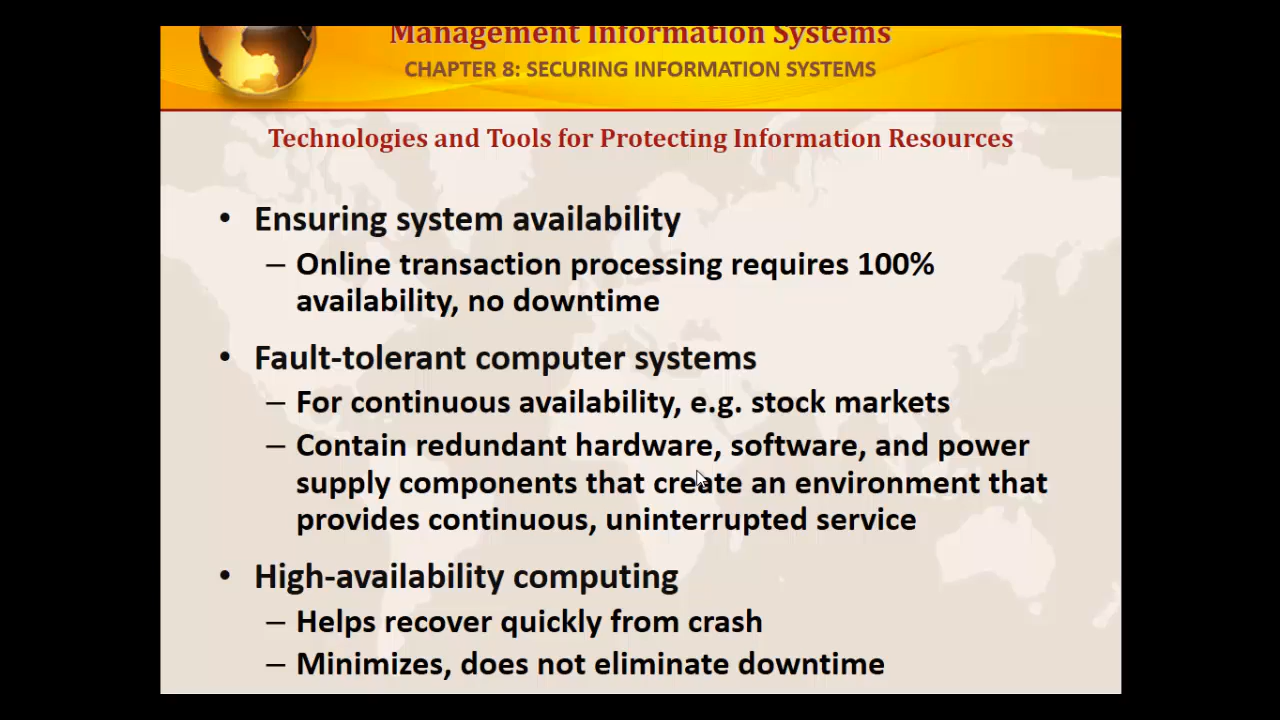 Management Information Systems
CHAPTER 8: SECURING INFORMATION SYSTEMS
Technologies and Tools for Protecting Information Resources
• Ensuring system availability
– Online transaction processing requires 100%
availability, no downtime
• Fault-tolerant computer systems
– For continuous availability, e.g. stock markets
– Contain redundant hardware, software, and power
supply components that create an environment that
provides continuous, uninterrupted service
• High-availability computing
– Helps recover quickly from crash
– Minimizes, does not eliminate downtime